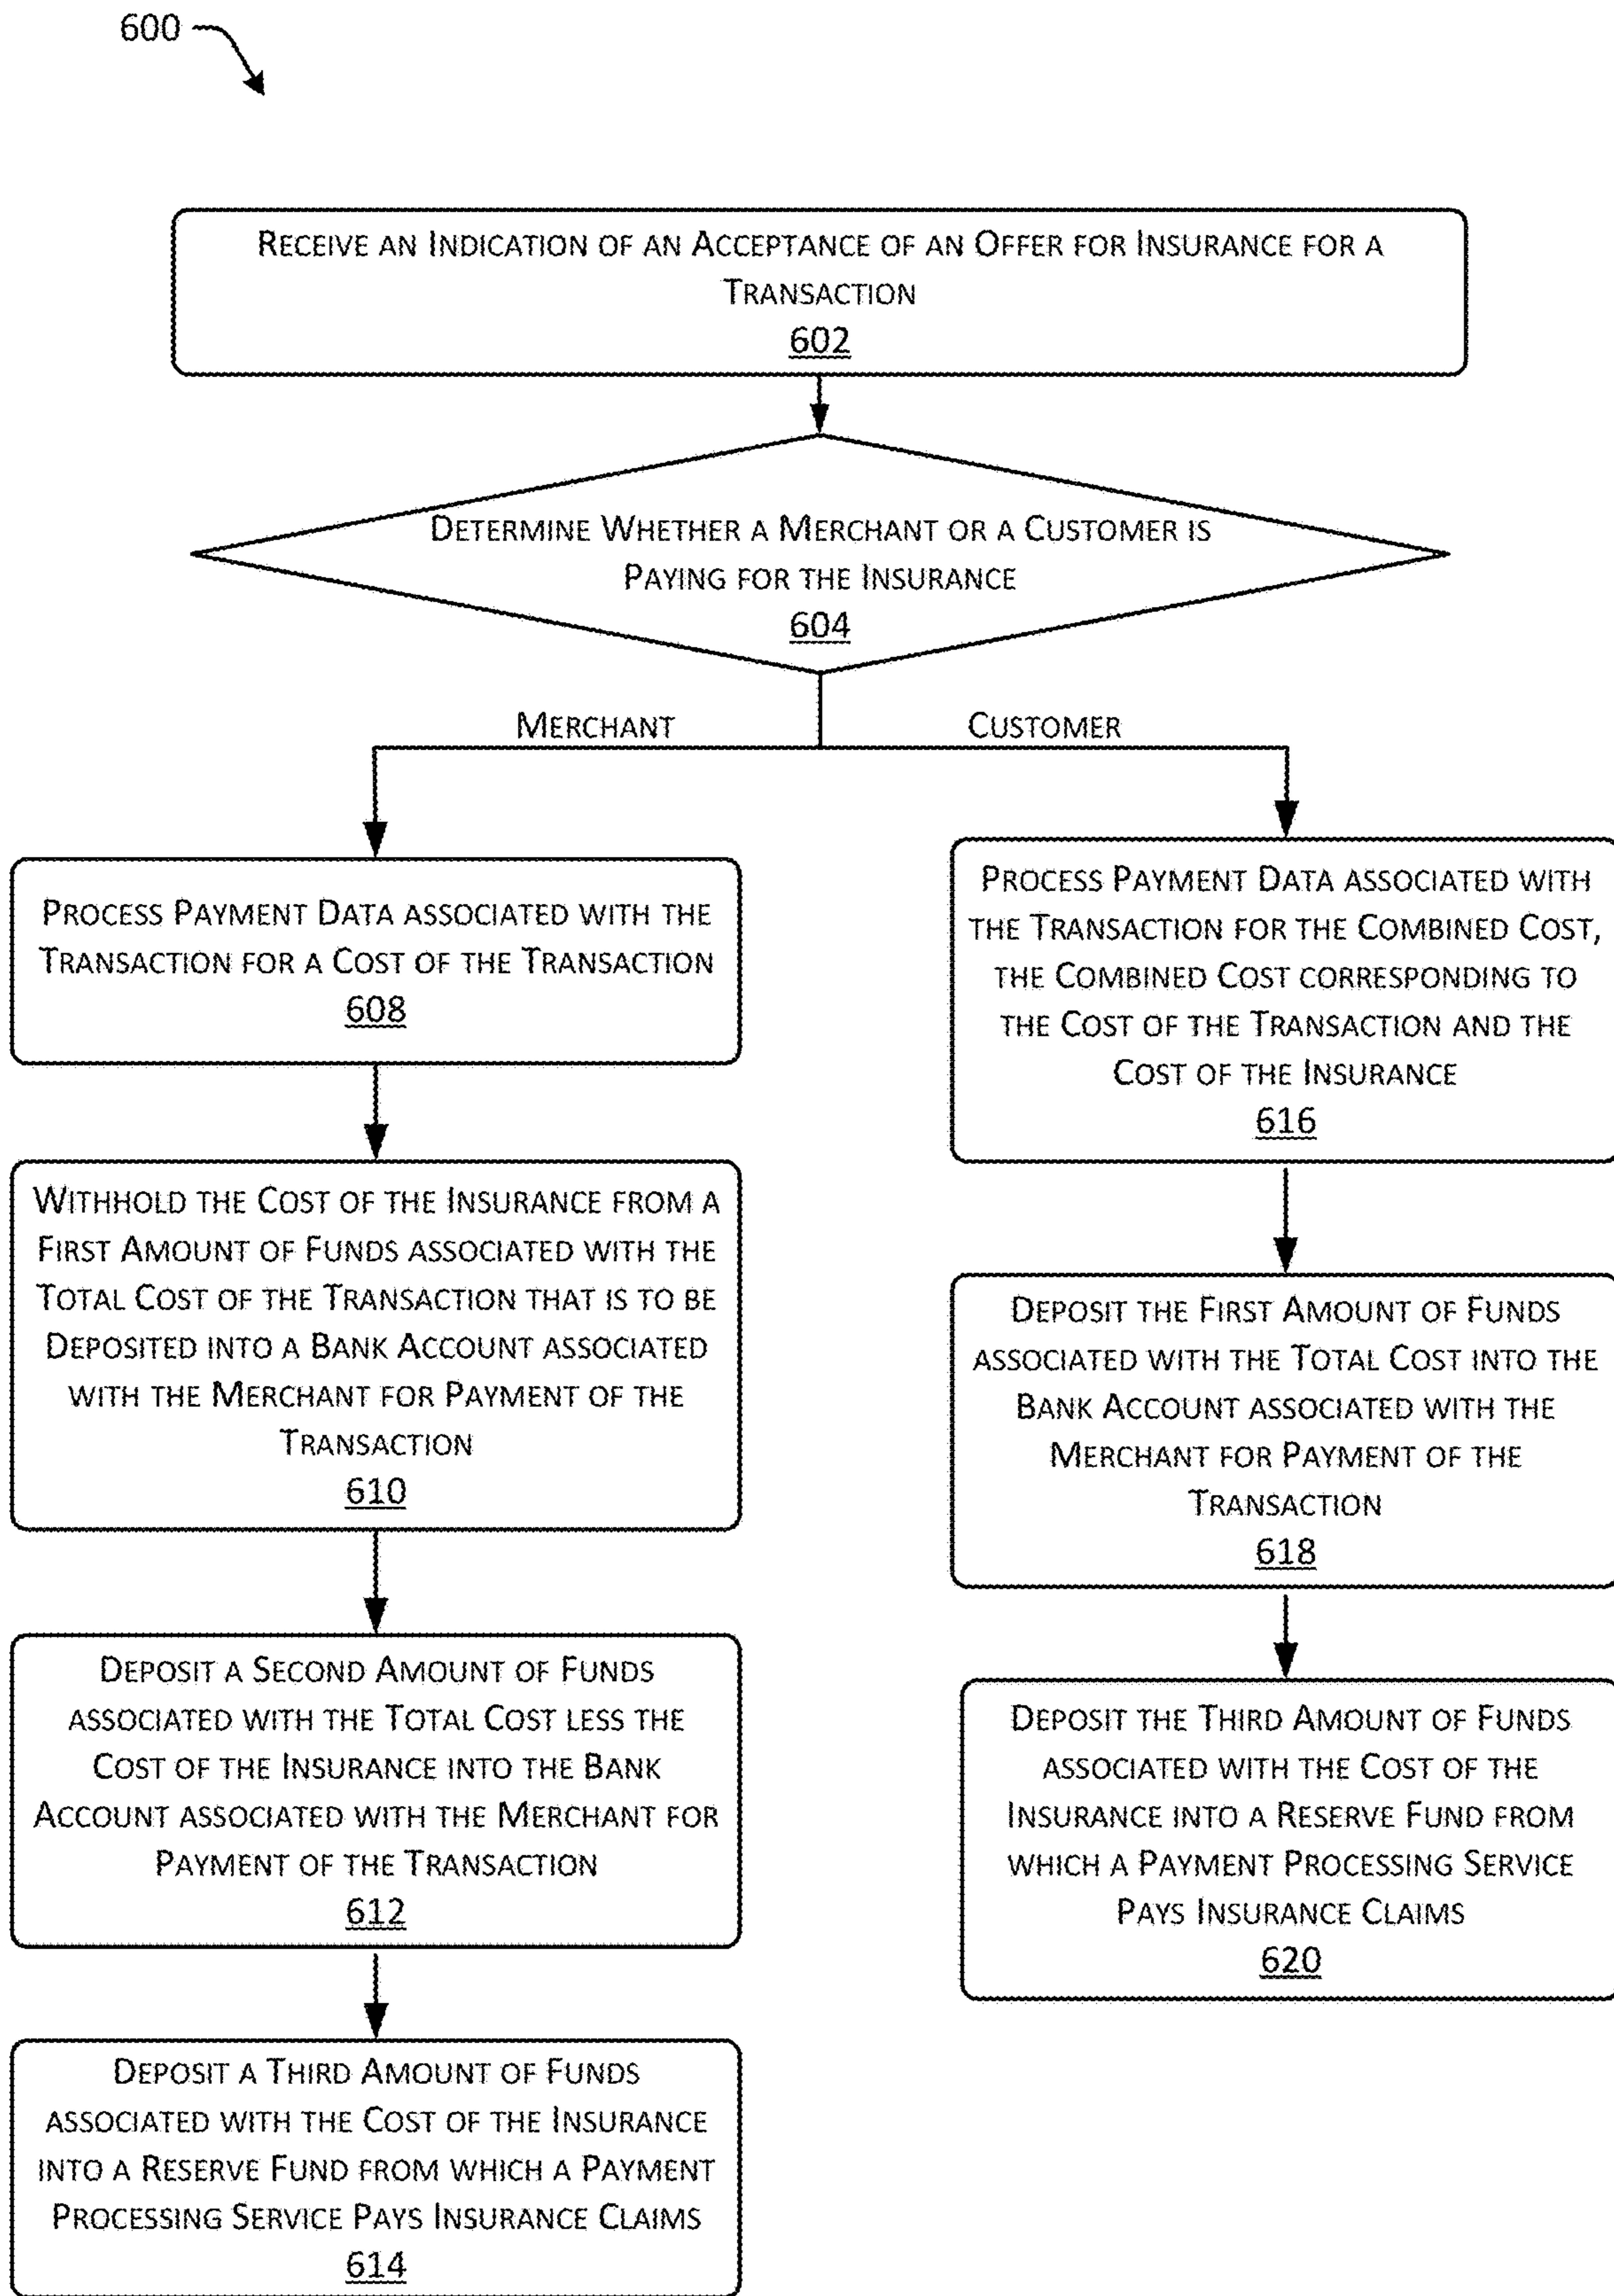 600
RECEIVE AN INDICATION OF AN ACCEPTANCE OF AN OFFER FOR INSURANCE FOR A
TRANSACTION
602
DETERMINE WHETHER A MERCHANT OR A CUSTOMER IS
PAYING FOR THE INSURANCE
604
MERCHANT
CUSTOMER
PROCESS PAYMENT DATA ASSOCIATED WITH THE
TRANSACTION FOR A COST OF THE TRANSACTION
608
WITHHOLD THE COST OF THE INSURANCE FROM A
FIRST AMOUNT OF FUNDS ASSOCIATED WITH THE
TOTAL COST OF THE TRANSACTION THAT IS TO BE
DEPOSITED INTO A BANK ACCOUNT ASSOCIATED
WITH THE MERCHANT FOR PAYMENT OF THE
TRANSACTION
610
DEPOSIT A SECOND AMOUNT OF FUNDS
ASSOCIATED WITH THE TOTAL COST LESS THE
COST OF THE INSURANCE INTO THE BANK
ACCOUNT ASSOCIATED WITH THE MERCHANT FOR
PAYMENT OF THE TRANSACTION
612
DEPOSIT A THIRD AMOUNT OF FUNDS
ASSOCIATED WITH THE COST OF THE INSURANCE
INTO A RESERVE FUND FROM WHICH A PAYMENT
PROCESSING SERVICE PAYS INSURANCE CLAIMS
614
PROCESS PAYMENT DATA ASSOCIATED WITH
THE TRANSACTION FOR THE COMBINED COST,
THE COMBINED COST CORRESPONDING TO
THE COST OF THE TRANSACTION AND THE
COST OF THE INSURANCE
616
DEPOSIT THE FIRST AMOUNT OF FUNDS
ASSOCIATED WITH THE TOTAL COST INTO THE
BANK ACCOUNT ASSOCIATED WITH THE
MERCHANT FOR PAYMENT OF THE
TRANSACTION
618
DEPOSIT THE THIRD AMOUNT OF FUNDS
ASSOCIATED WITH THE COST OF THE
INSURANCE INTO A RESERVE FUND FROM
WHICH A PAYMENT PROCESSING SERVICE
PAYS INSURANCE CLAIMS
620